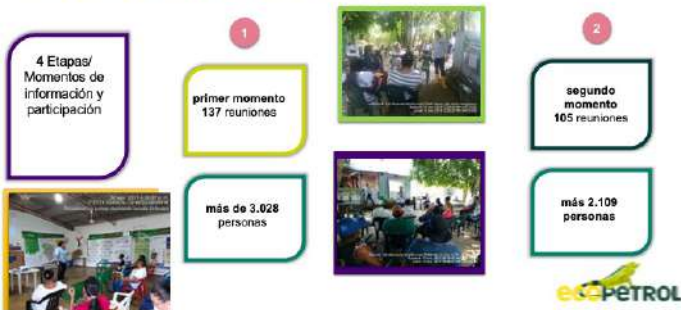 4 Etapas/
Momentos de
información y
participación
1
primer momento
137 reuniones
más de 3.028
personas
2
segundo
momento
105 reuniones
más 2.109
personas
ecoPETROL